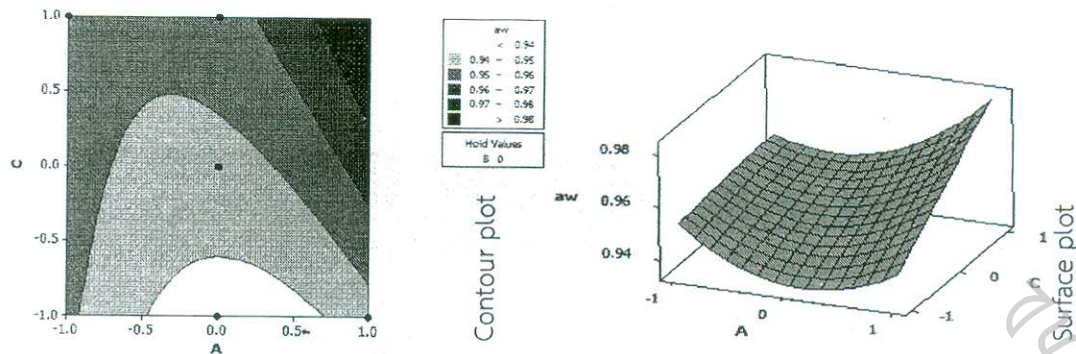 1.0
0.5
0.0
-0.5
-1.0
C
-1.0 -0.5 0.0 0.5 1.0
A
aw
< 0.94
0.94 – 0.95
0.95 – 0.96
0.96 – 0.97
0.97 – 0.98
> 0.98
Hold Values
B 0
Contour plot
aw
0.98
0.96
0.94
-1 0 1
A
-1 0 1
C
Surface plot